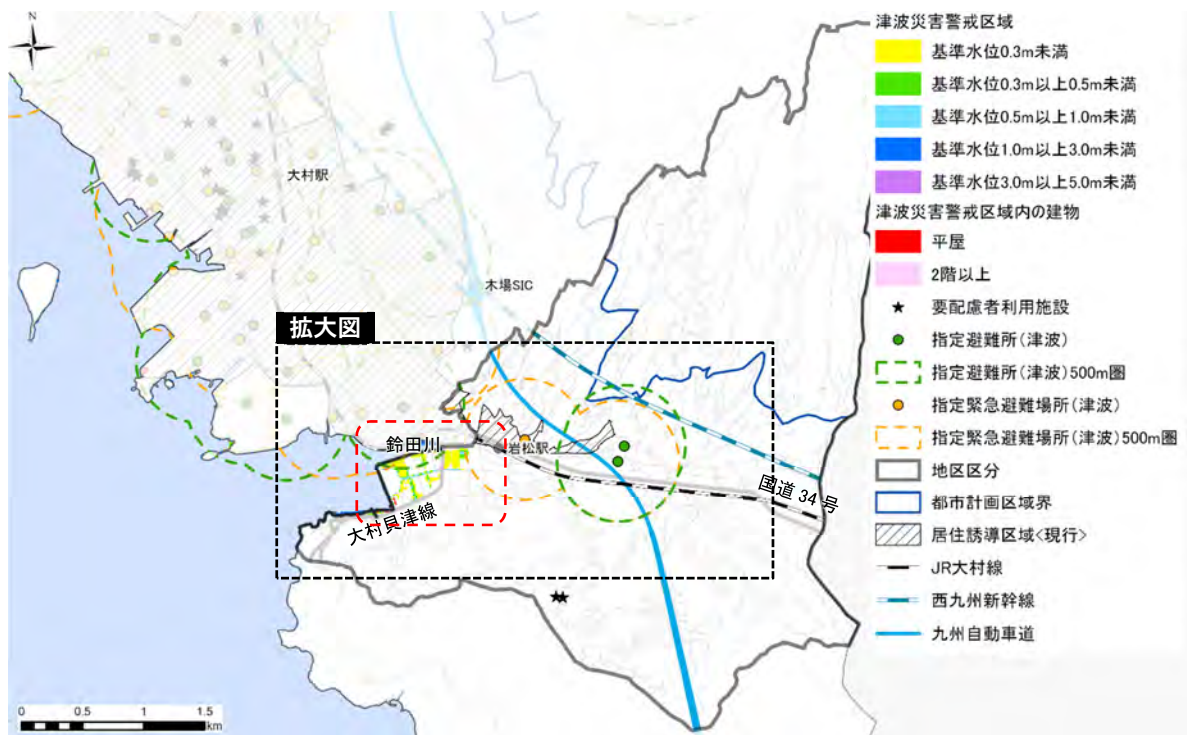 N
大村駅
木場SIC
拡大図
鈴田川
岩松駅
国道 34 号
大村貝津線
0 0.5 1 1.5
km
津波災害警戒区域
基準水位0.3m未満
基準水位0.3m以上0.5m未満
基準水位0.5m以上1.0m未満
基準水位1.0m以上3.0m未満
基準水位3.0m以上5.0m未満
津波災害警戒区域内の建物
平屋
2階以上
要配慮者利用施設
指定避難所(津波)
指定避難所(津波)500m圏
指定緊急避難場所(津波)
指定緊急避難場所(津波)500m圏
地区区分
都市計画区域界
居住誘導区域<現行>
JR大村線
西九州新幹線
九州自動車道